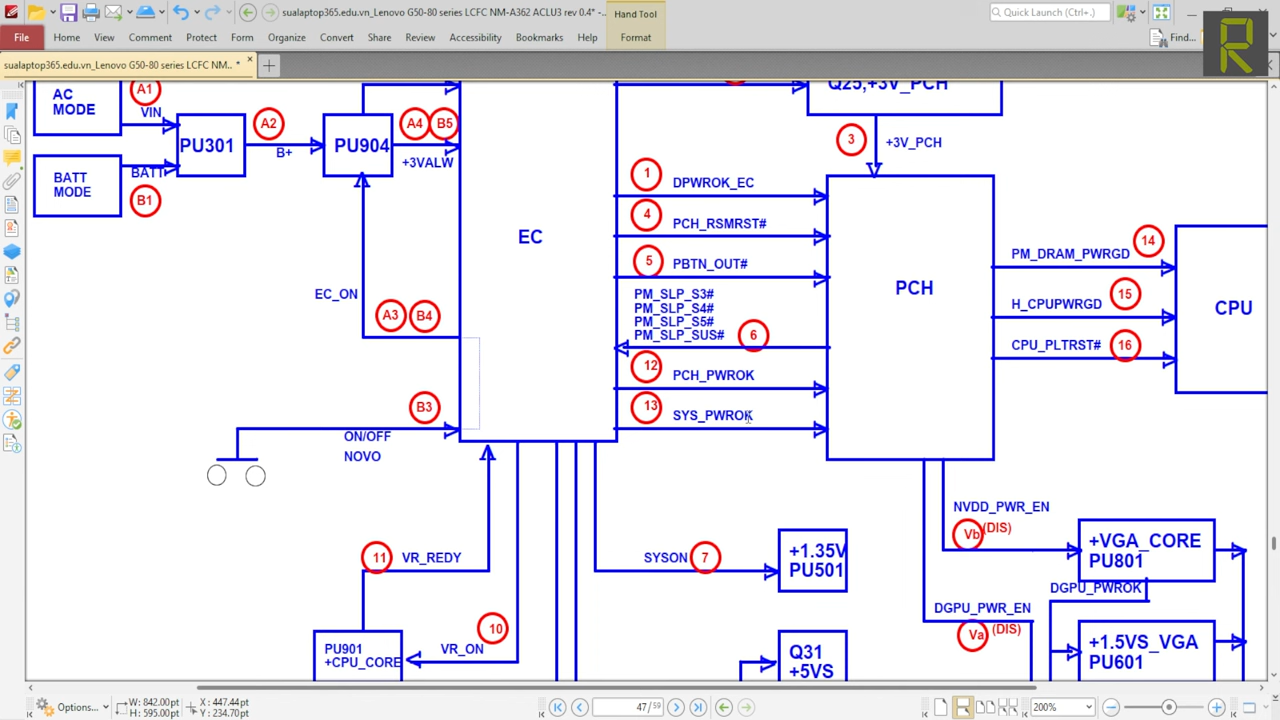 sualaptop365.edu.vn_Lenovo G50-80 series LCFC NM-A362 ACLU3 rev 0.4* -
Hand Tool
Quick Launch (Ctrl+.)
File
Home
View
Comment
Protect
Form
Organize
Convert
Share
Review
Accessibility
Bookmarks
Help
Format
Find...
R
sualaptop365.edu.vn_Lenovo G50-80 series LCFC NM.. *
AC
MODE
A1
VIN
PU301
A2
B+
PU904
A4
B5
+3VALW
BATT
MODE
BATT
B1
EC_ON
A3
B4
B3
ON/OFF
NOVO
EC
Q25,+3V_PCH
3
+3V_PCH
1
DPWROK_EC
4
PCH_RSMRST#
5
PBTN_OUT#
PM_SLP_S3#
PM_SLP_S4#
PM_SLP_S5#
PM_SLP_SUS#
6
12
PCH_PWROK
13
SYS_PWROK
PCH
PM_DRAM_PWRGD
14
H_CPUPWRGD
15
CPU_PLTRST#
16
CPU
11
VR_REDY
10
VR_ON
PU901
+CPU_CORE
SYSON
7
+1.35V
PU501
Q31
+5VS
NVDD_PWR_EN
Vb
(DIS)
+VGA_CORE
PU801
DGPU_PWROK
DGPU_PWR_EN
Va
(DIS)
+1.5VS_VGA
PU601
Options...
W: 842.00pt
H: 595.00pt
X: 447.44pt
Y: 234.70pt
47 / 59
200%